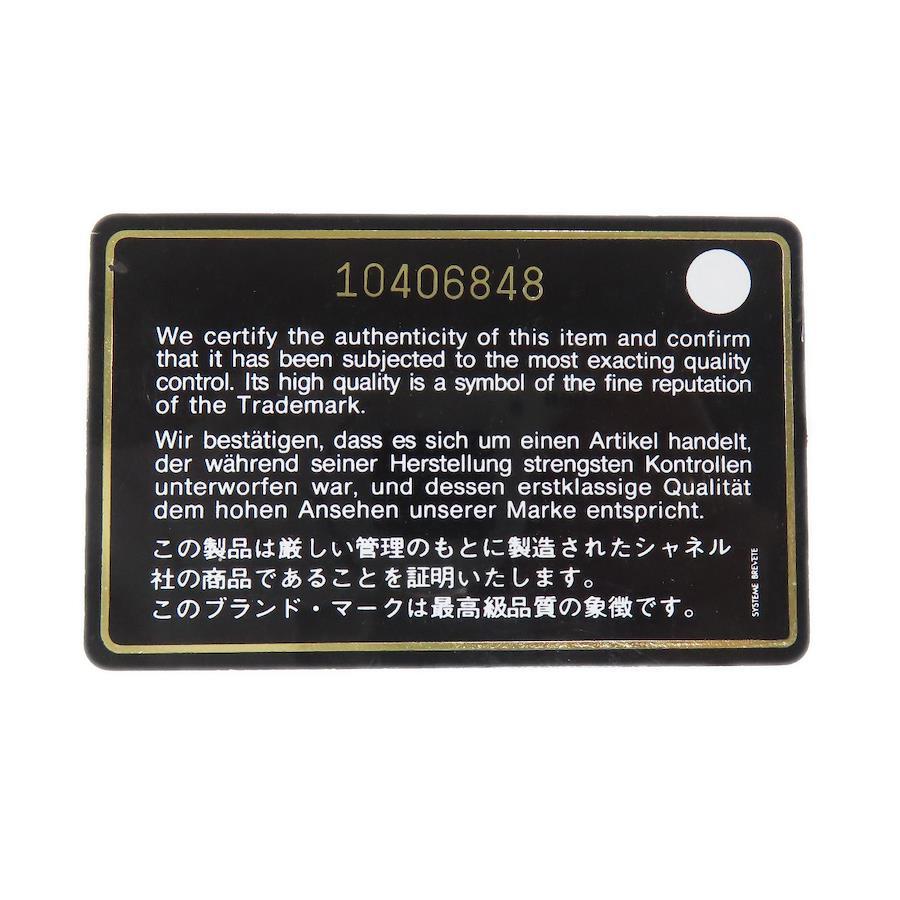 10406848
We certify the authenticity of this item and confirm
that it has been subjected to the most exacting quality
control. Its high quality is a symbol of the fine reputation
of the Trademark.
Wir bestätigen, dass es sich um einen Artikel handelt,
der während seiner Herstellung strengsten Kontrollen
unterworfen war, und dessen erstklassige Qualität
dem hohen Ansehen unserer Marke entspricht.
この製品は厳しい管理のもとに製造されたシャネル
社の商品であることを証明いたします。
このブランド・マークは最高級品質の象徴です。
SYSTEME BREVETE